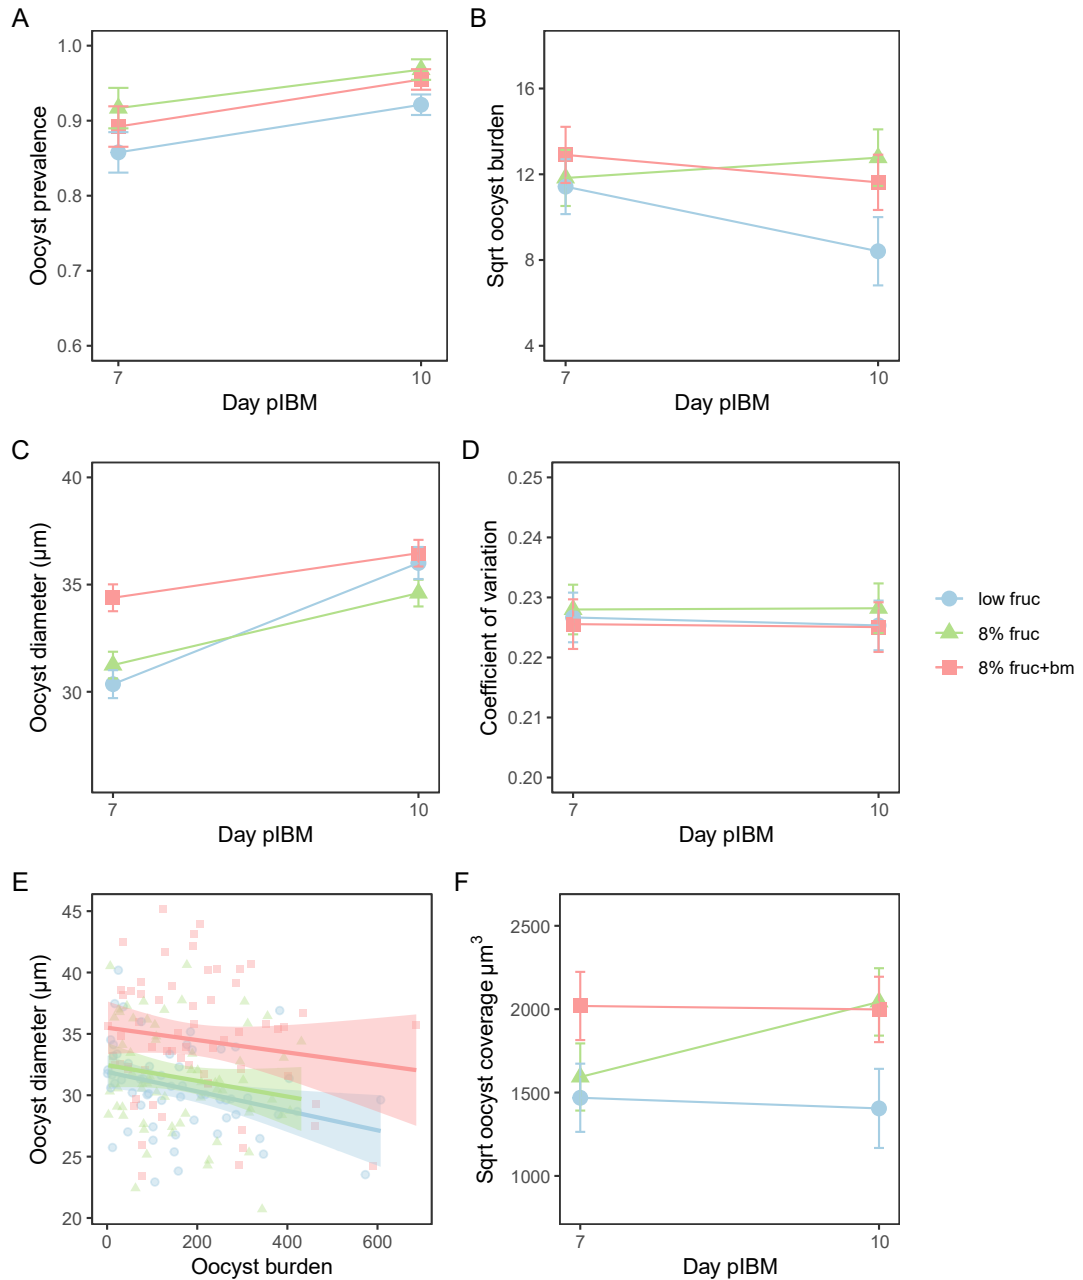 A
Oocyst prevalence
1.0
0.9
0.8
0.7
0.6
7
10
Day pIBM
B
Sqrt oocyst burden
16
12
8
4
7
10
Day pIBM
C
Oocyst diameter (µm)
40
35
30
7
10
Day pIBM
D
Coefficient of variation
0.25
0.24
0.23
0.22
0.21
0.20
7
10
Day pIBM
low fruc
8% fruc
8% fruc+bm
E
Oocyst diameter (µm)
45
40
35
30
25
20
0
200
400
600
Oocyst burden
F
Sqrt oocyst coverage µm³
2500
2000
1500
1000
7
10
Day pIBM